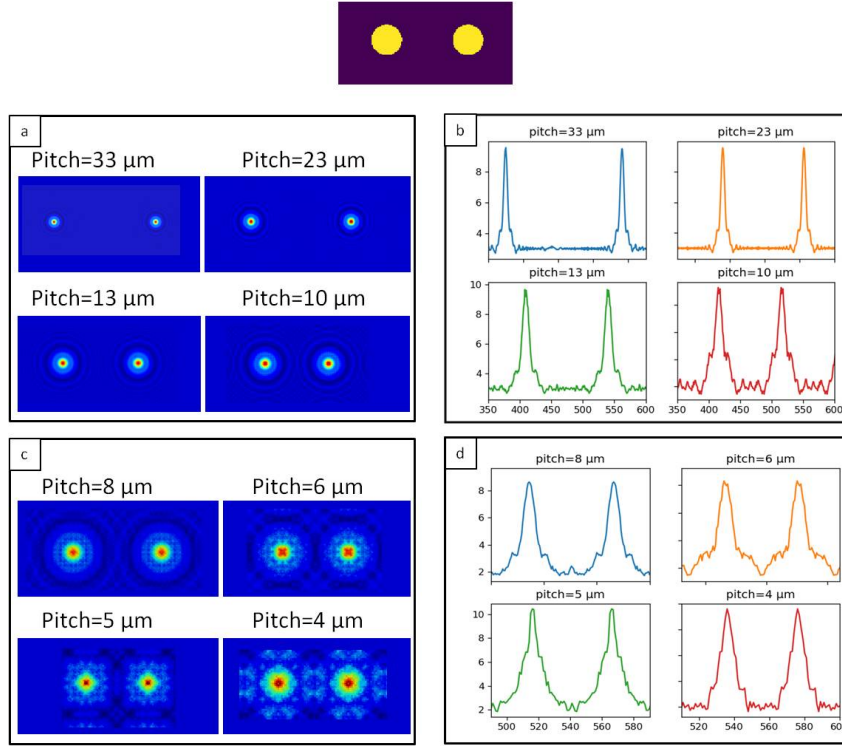 a
Pitch=33 μm Pitch=23 μm
Pitch=13 μm Pitch=10 μm
b
pitch=33 μm pitch=23 μm
8
6
4
pitch=13 μm pitch=10 μm
10
8
6
4
350 400 450 500 550 600 350 400 450 500 550 600
c
Pitch=8 μm Pitch=6 μm
Pitch=5 μm Pitch=4 μm
d
pitch=8 μm pitch=6 μm
8
6
4
2
pitch=5 μm pitch=4 μm
10
8
6
4
2
500 520 540 560 580 520 540 560 580 600